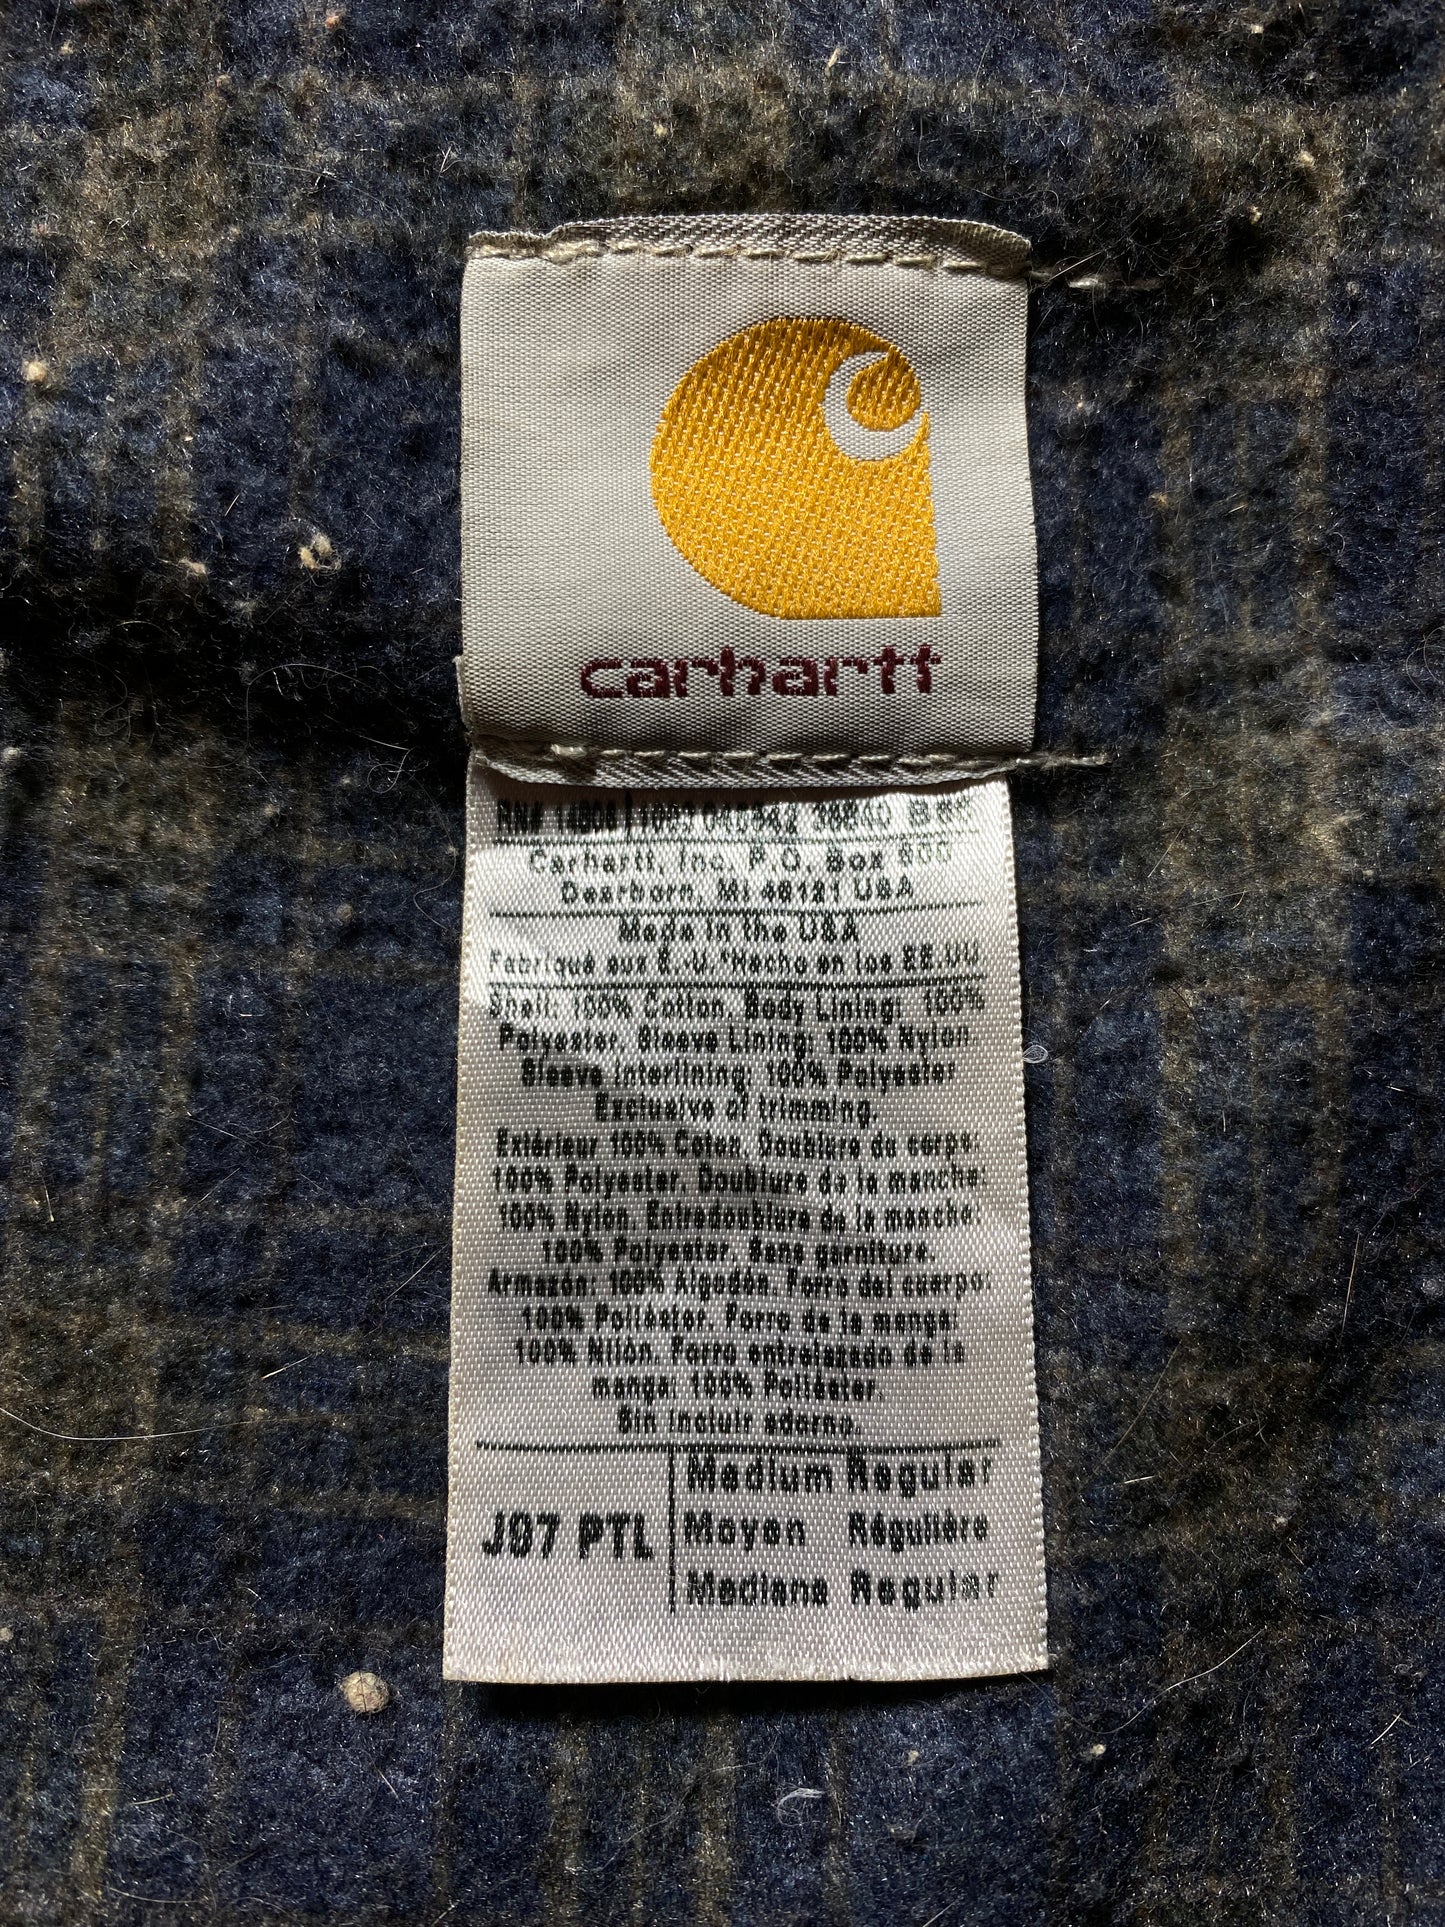 carhartt
RN# 14806
Carhartt, Inc. P.O. Box 600
Dearborn, MI 48121 USA
Made in the USA
Fabriqué aux É.-U. Hecho en los EE.UU
Shell: 100% Cotton. Body Lining: 100%
Polyester. Sleeve Lining: 100% Nylon
Sleeve interlining 100% Polyester
Exclusive of trimming.
Extérieur 100% Coton. Doublure du corps:
100% Polyester. Doublure de la manche:
100% Nylon. Entredoublure de la manche.
100% Polyester. Sans garniture.
Armazón: 100% Algodón. Forro del cuerpo:
100% Poliéster. Forro de la manga:
100% Nilón. Forro entrelazado de la
manga: 100% Poliéster.
Sin incluir adorno.
J97 PTL
Medium Regular
Moyen Régulière
Mediana Regular